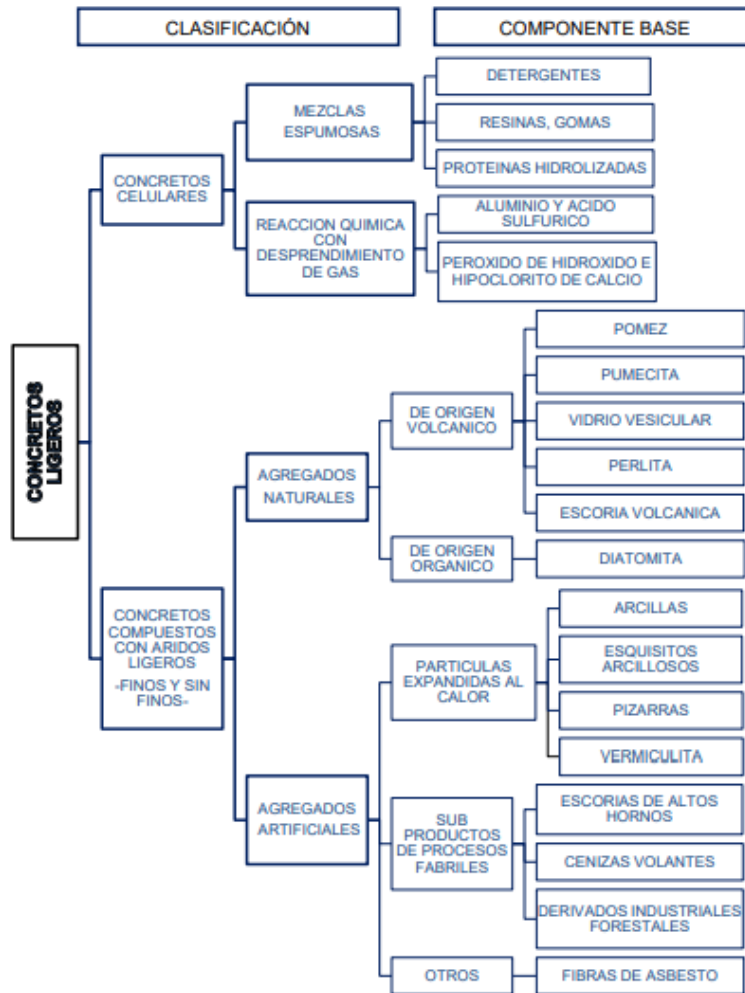 CLASIFICACIÓN
COMPONENTE BASE
CONCRETOS
LIGEROS
CONCRETOS
CELULARES
MEZCLAS
ESPUMOSAS
DETERGENTES
RESINAS, GOMAS
PROTEINAS HIDROLIZADAS
REACCION QUIMICA
CON
DESPRENDIMIENTO
DE GAS
ALUMINIO Y ACIDO
SULFURICO
PEROXIDO DE HIDROXIDO E
HIPOCLORITO DE CALCIO
CONCRETOS
COMPUESTOS
CON ARIDOS
LIGEROS
-FINOS Y SIN
FINOS-
AGREGADOS
NATURALES
DE ORIGEN
VOLCANICO
POMEZ
PUMECITA
VIDRIO VESICULAR
PERLITA
ESCORIA VOLCANICA
DE ORIGEN
ORGANICO
DIATOMITA
AGREGADOS
ARTIFICIALES
PARTICULAS
EXPANDIDAS AL
CALOR
ARCILLAS
ESQUISITOS
ARCILLOSOS
PIZARRAS
VERMICULITA
SUB
PRODUCTOS
DE PROCESOS
FABRILES
ESCORIAS DE ALTOS
HORNOS
CENIZAS VOLANTES
DERIVADOS INDUSTRIALES
FORESTALES
OTROS
FIBRAS DE ASBESTO